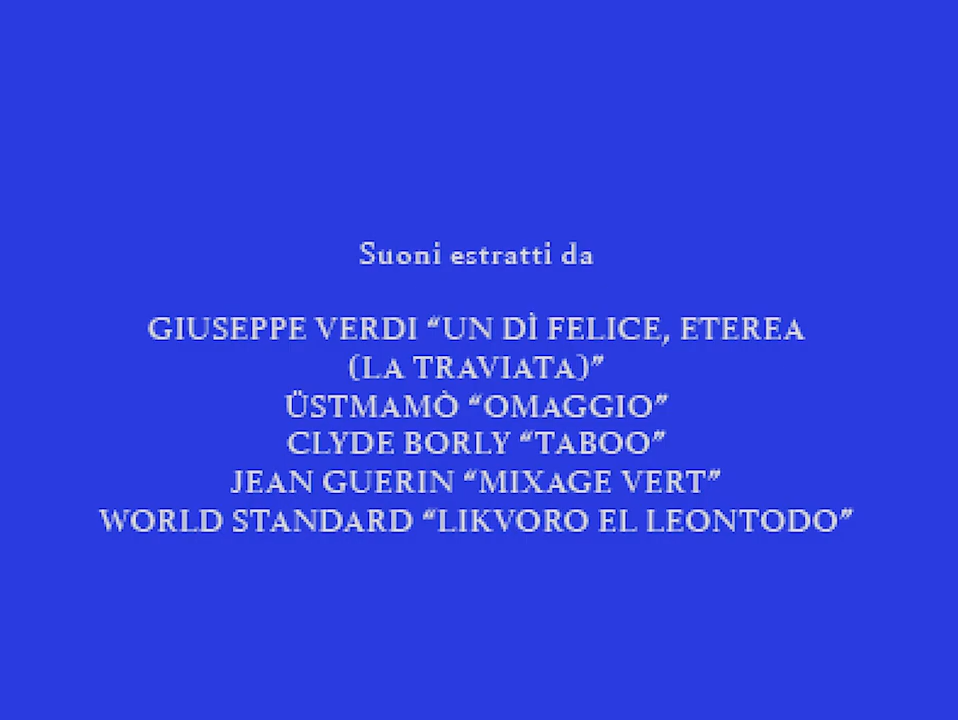 Suoni estratti da
GIUSEPPE VERDI “UN DÌ FELICE, ETEREA
(LA TRAVIATA)”
ÜSTMAMÒ “OMAGGIO”
CLYDE BORLY “TABOO”
JEAN GUERIN “MIXAGE VERT”
WORLD STANDARD “LIKVORO EL LEONTODO”